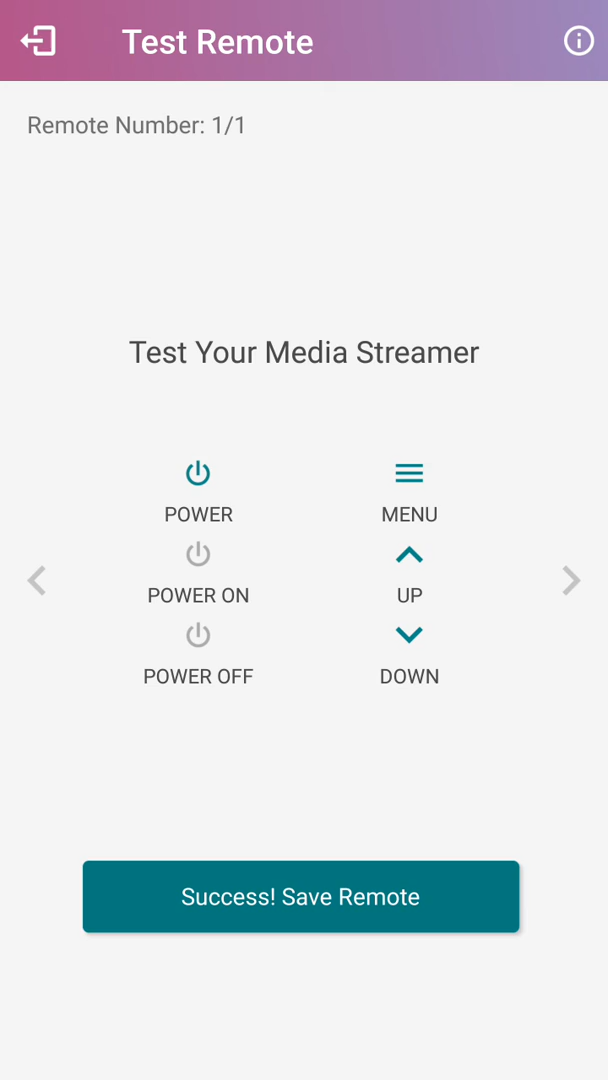 Test Remote
Remote Number: 1/1
Test Your Media Streamer
POWER
MENU
POWER ON
UP
POWER OFF
DOWN
Success! Save Remote